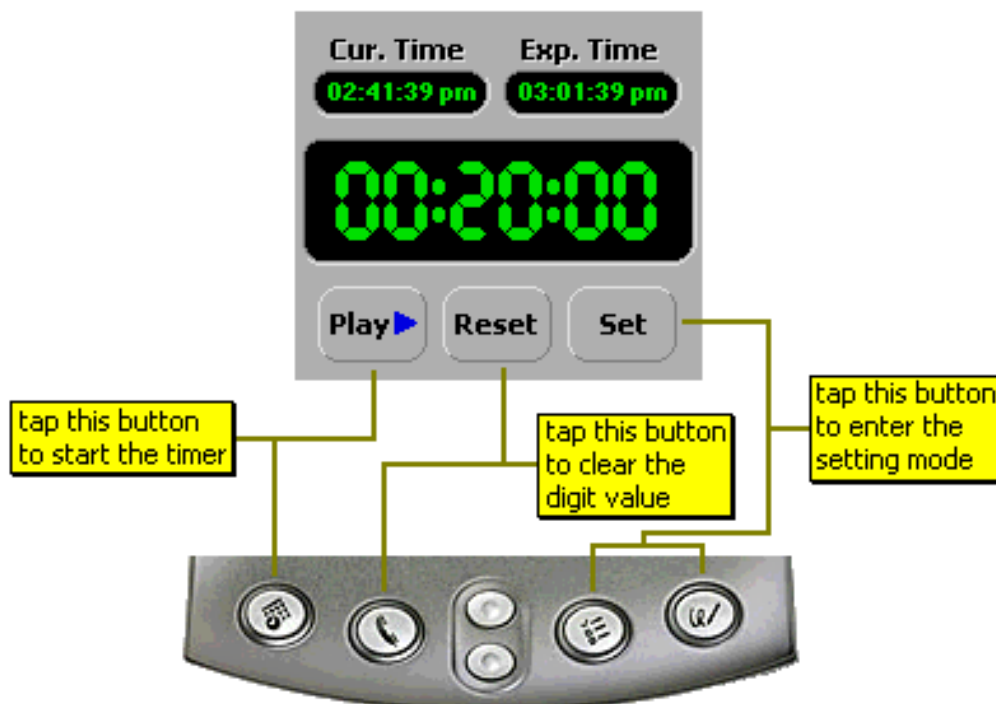 Cur. Time Exp. Time
02:41:39 pm 03:01:39 pm
00:20:00
Play Reset Set
tap this button
to start the timer
tap this button
to clear the
digit value
tap this button
to enter the
setting mode